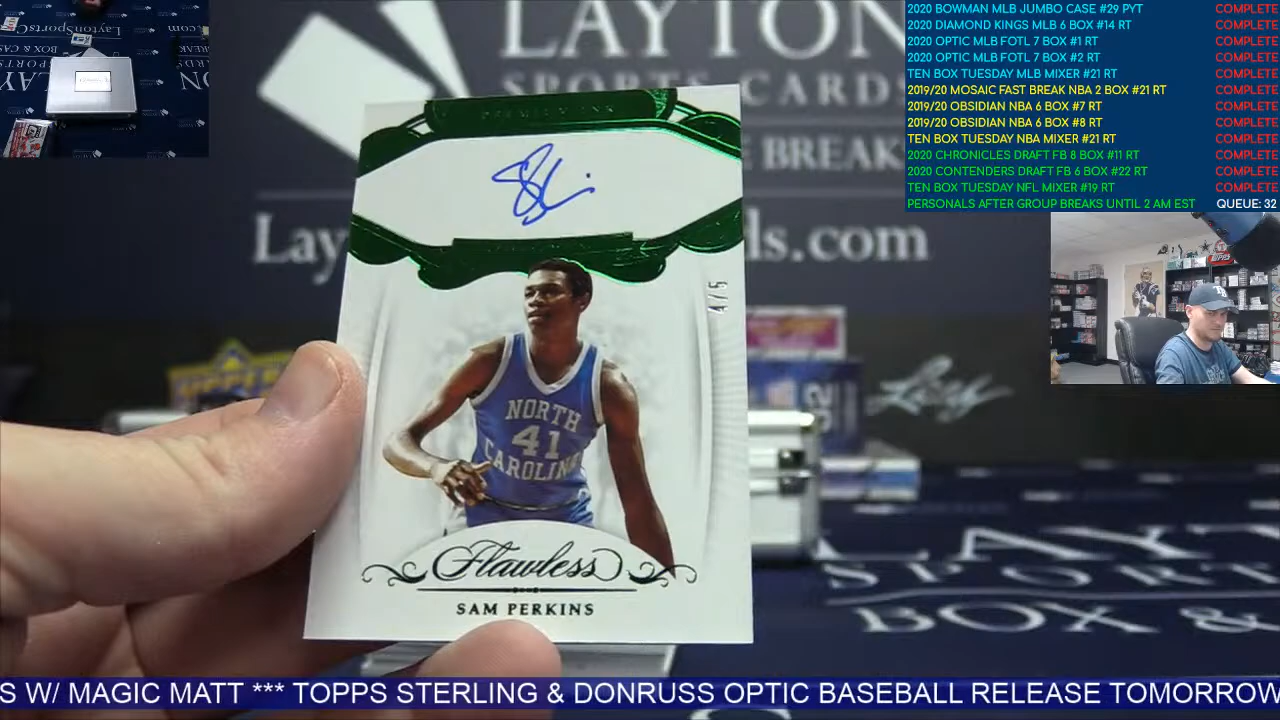 LAYTON
SPORTS CARDS
E BREAK
Lay ds.com
2020 BOWMAN MLB JUMBO CASE #29 PYT COMPLETE
2020 DIAMOND KINGS MLB 6 BOX #14 RT COMPLETE
2020 OPTIC MLB FOTL 7 BOX #1 RT COMPLETE
2020 OPTIC MLB FOTL 7 BOX #2 RT COMPLETE
TEN BOX TUESDAY MLB MIXER #21 RT COMPLETE
2019/20 MOSAIC FAST BREAK NBA 2 BOX #21 RT COMPLETE
2019/20 OBSIDIAN NBA 6 BOX #7 RT COMPLETE
2019/20 OBSIDIAN NBA 6 BOX #8 RT COMPLETE
TEN BOX TUESDAY NBA MIXER #21 RT COMPLETE
2020 CHRONICLES DRAFT FB 8 BOX #11 RT COMPLETE
2020 CONTENDERS DRAFT FB 6 BOX #22 RT COMPLETE
TEN BOX TUESDAY NFL MIXER #19 RT COMPLETE
PERSONALS AFTER GROUP BREAKS UNTIL 2 AM EST QUEUE: 32
4/5
NORTH
41
CAROLINA
Flawless
SAM PERKINS
Leaf
LAYT
SPORT
BOX &
S W/ MAGIC MATT *** TOPPS STERLING & DONRUSS OPTIC BASEBALL RELEASE TOMORROW